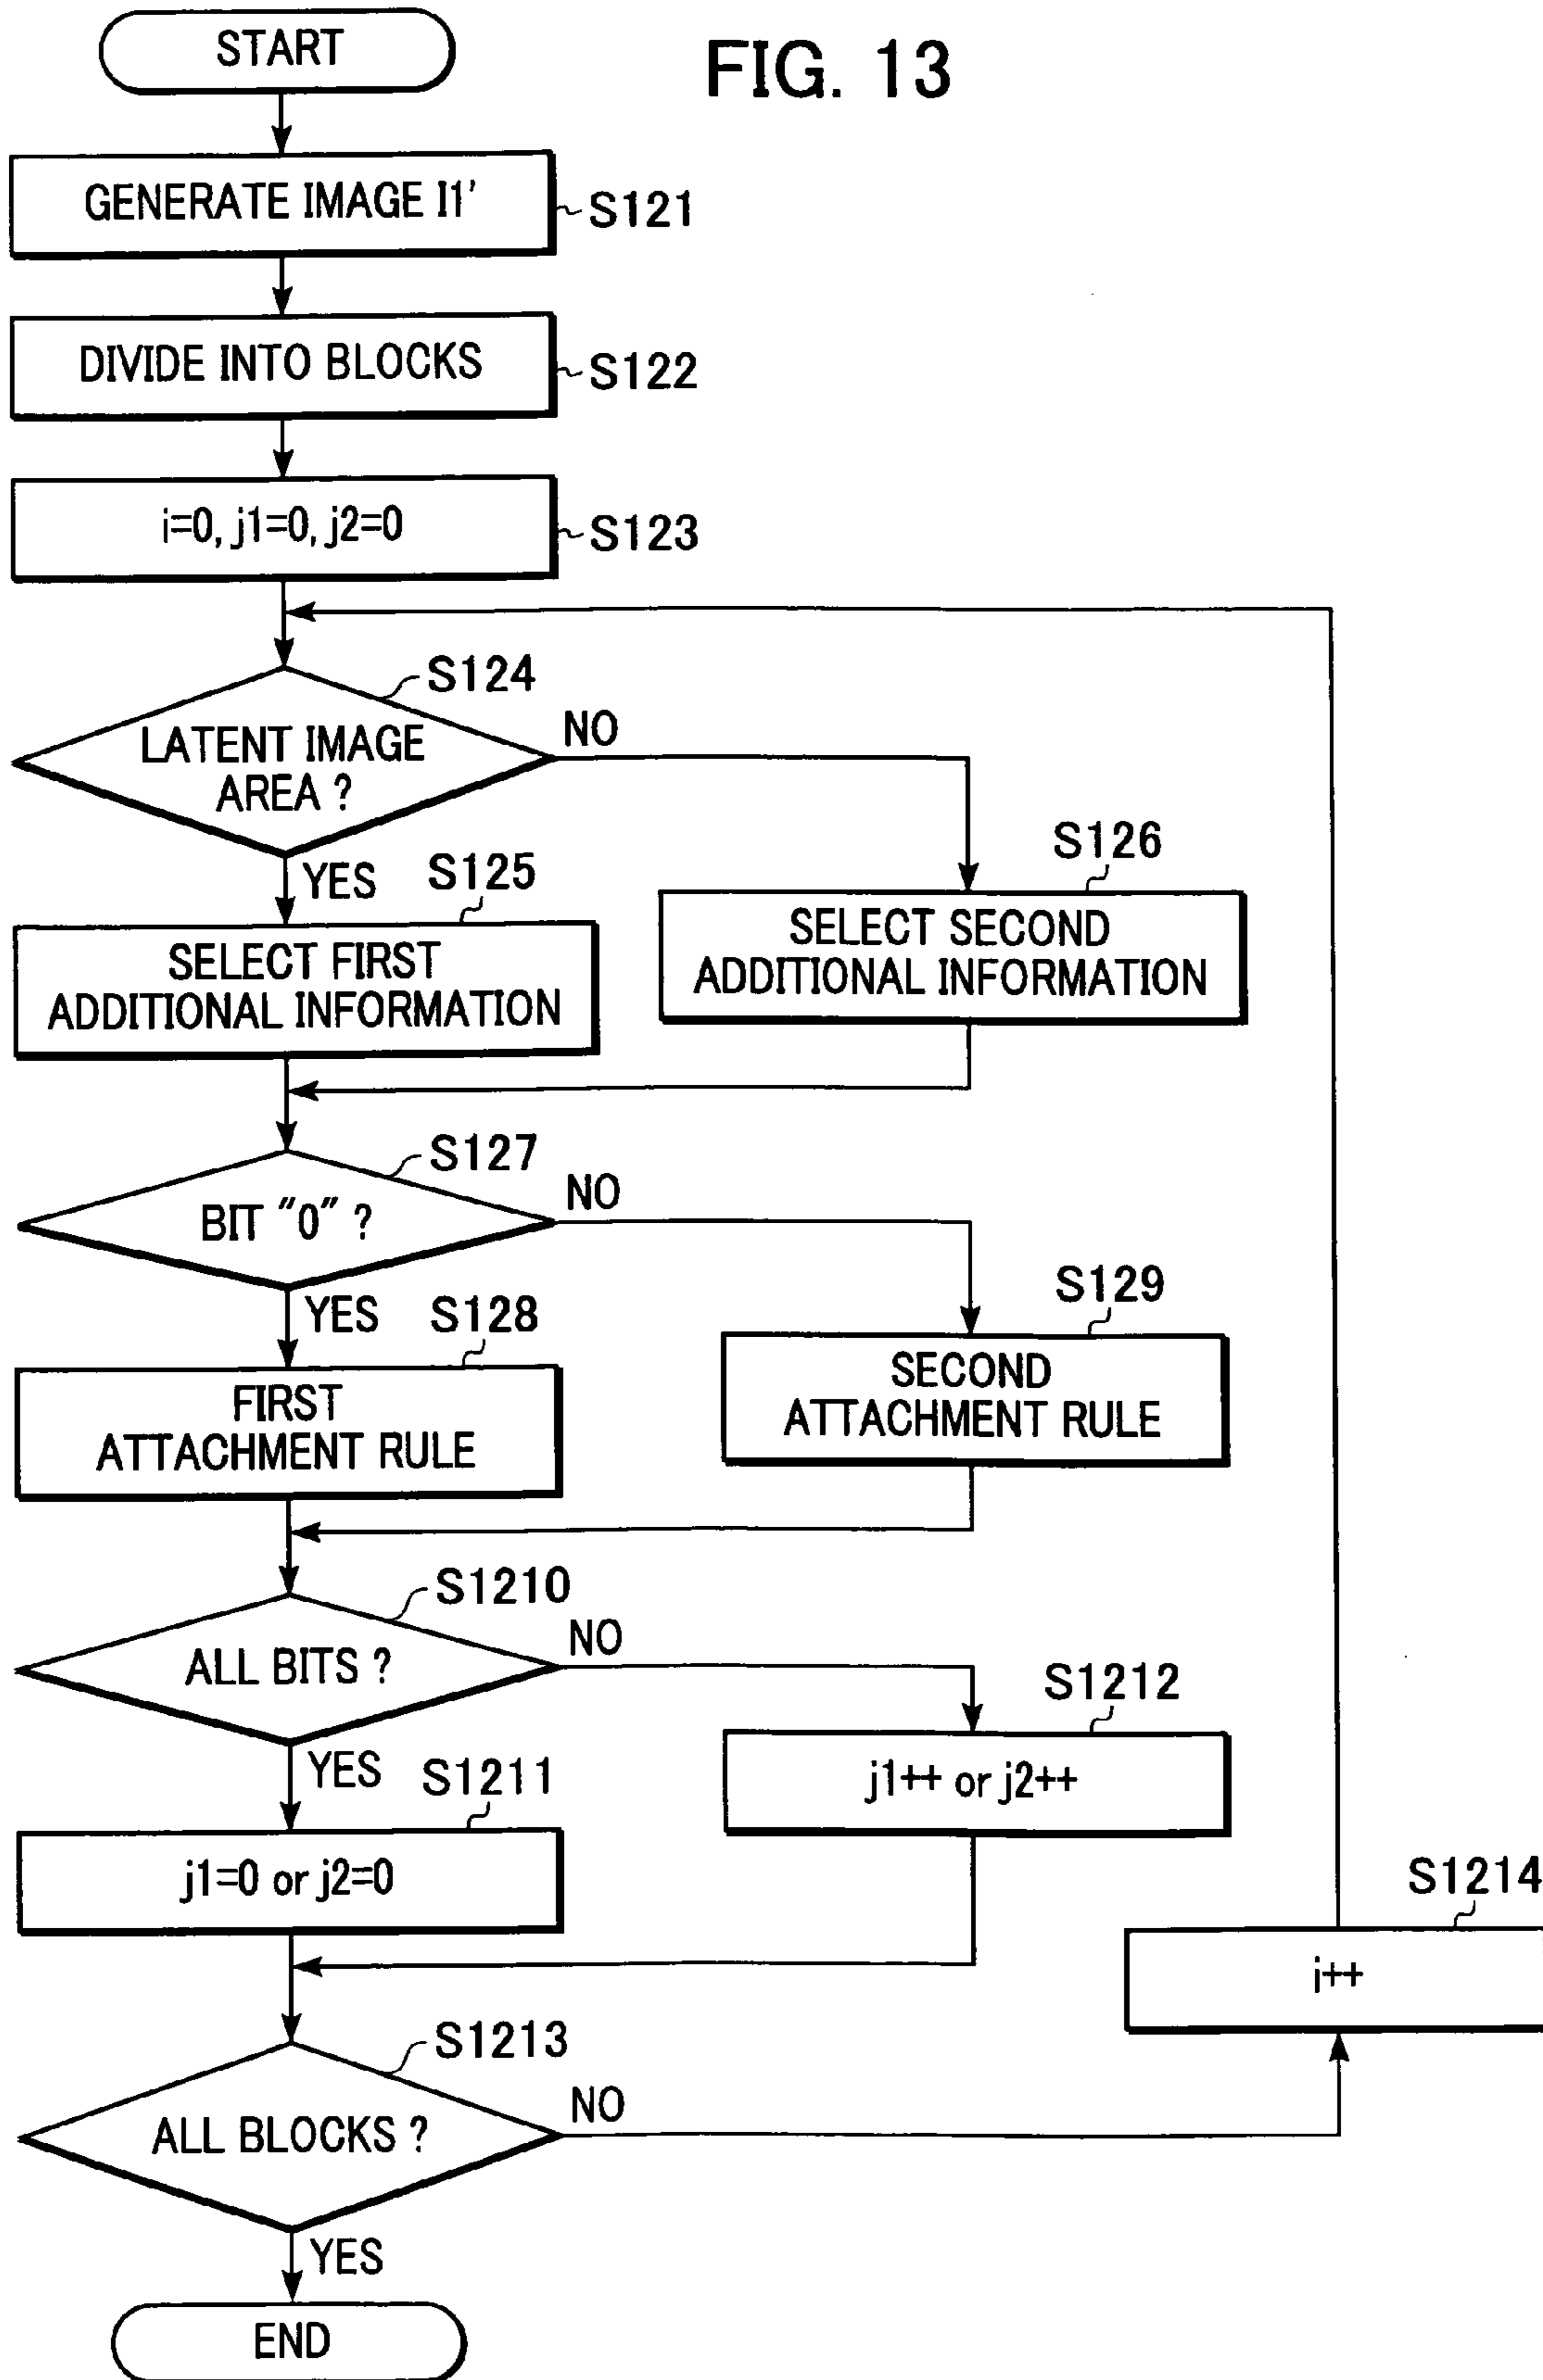 START
FIG. 13
GENERATE IMAGE I1'
S121
DIVIDE INTO BLOCKS
S122
i=0, j1=0, j2=0
S123
S124
LATENT IMAGE
AREA ?
NO
YES
S125
S126
SELECT FIRST
ADDITIONAL INFORMATION
SELECT SECOND
ADDITIONAL INFORMATION
S127
BIT "0" ?
NO
YES
S128
S129
FIRST
ATTACHMENT RULE
SECOND
ATTACHMENT RULE
S1210
ALL BITS ?
NO
YES
S1211
S1212
j1++ or j2++
j1=0 or j2=0
S1214
i++
S1213
ALL BLOCKS ?
NO
YES
END